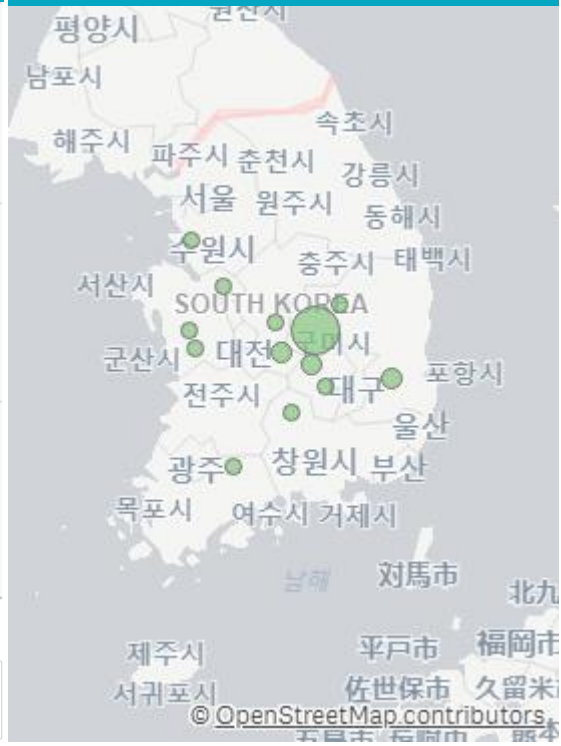 원산시
평양시
남포시
속초시
해주시
파주시 춘천시
강릉시
서울 원주시
동해시
수원시
충주시 태백시
서산시
SOUTH KOREA
구미시
군산시 대전
대구 포항시
전주시
울산
광주 창원시 부산
목포시 여수시 거제시
남해
対馬市
北九
제주시
平戸市 福岡市
서귀포시
佐世保市 久留米
© OpenStreetMap contributors.